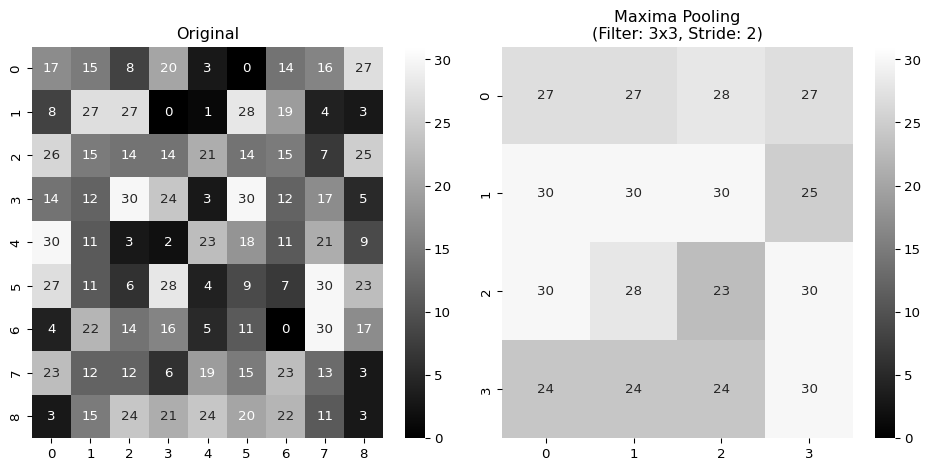 Original
0 17 15 8 20 3 0 14 16 27
1 8 27 27 0 1 28 19 4 3
2 26 15 14 14 21 14 15 7 25
3 14 12 30 24 3 30 12 17 5
4 30 11 3 2 23 18 11 21 9
5 27 11 6 28 4 9 7 30 23
6 4 22 14 16 5 11 0 30 17
7 23 12 12 6 19 15 23 13 3
8 3 15 24 21 24 20 22 11 3
0 1 2 3 4 5 6 7 8
30
25
20
15
10
5
0
Maxima Pooling
(Filter: 3x3, Stride: 2)
0 27 27 28 27
1 30 30 30 25
2 30 28 23 30
3 24 24 24 30
0 1 2 3
30
25
20
15
10
5
0